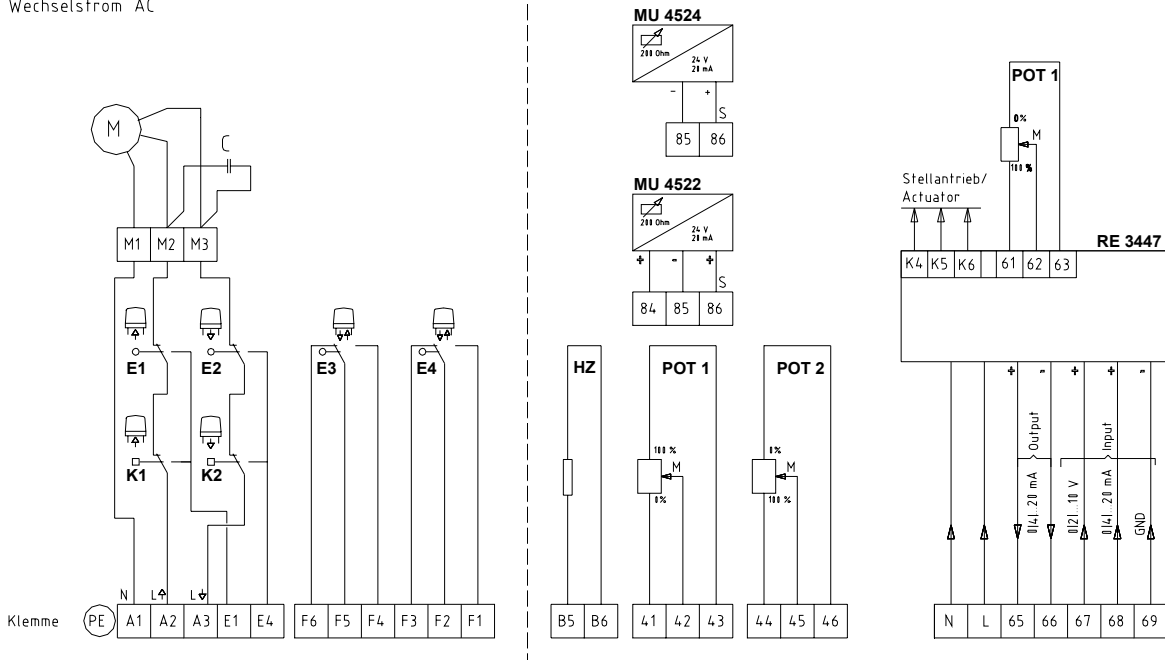 Wechselstrom AC
M
C
M1 M2 M3
E1 E2 E3 E4
K1 K2
N L L
Klemme PE A1 A2 A3 E1 E4 F6 F5 F4 F3 F2 F1
MU 4524
200 Ohm
24 V
20 mA
- +
S
85 86
MU 4522
200 Ohm
24 V
20 mA
+ - +
S
84 85 86
HZ
B5 B6
POT 1
100 %
M
0%
41 42 43
POT 2
0%
M
100 %
44 45 46
POT 1
0%
M
100 %
Stellantrieb/
Actuator
RE 3447
K4 K5 K6 61 62 63
+ - + + -
0(4)...20 mA Output
0(2)...10 V
0(4)...20 mA Input
GND
N L 65 66 67 68 69